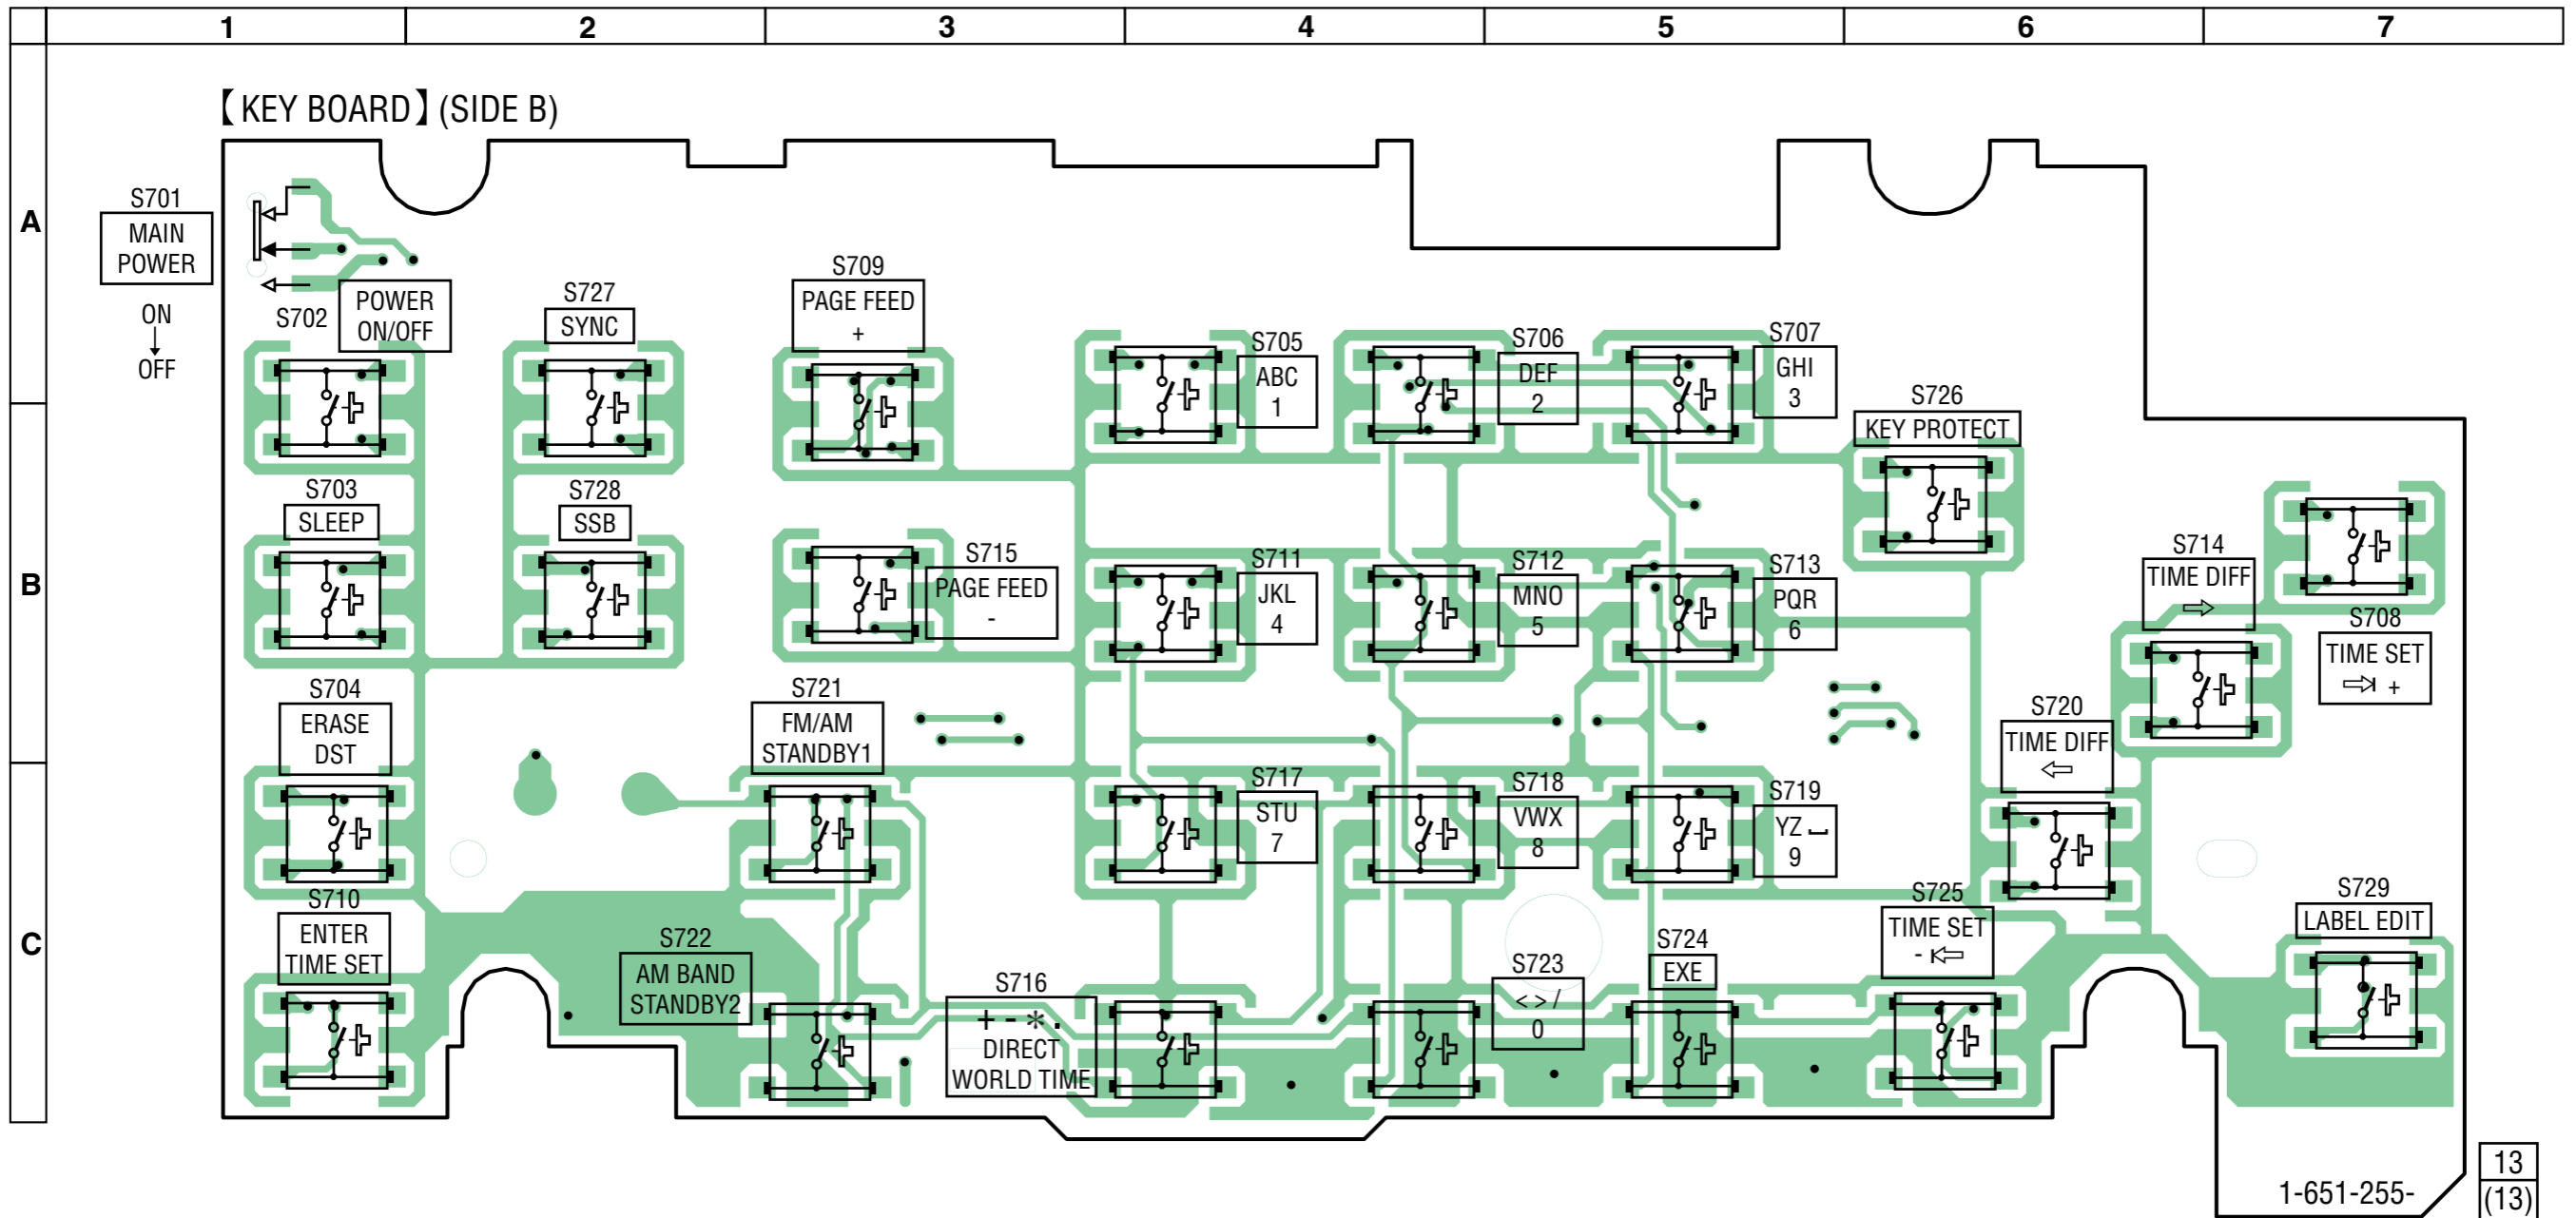 1 2 3 4 5 6 7
【KEY BOARD】(SIDE B)
A
B
C
S701
MAIN
POWER
ON
OFF
S702
POWER
ON/OFF
S727
SYNC
S709
PAGE FEED
+
S705
ABC
1
S706
DEF
2
S707
GHI
3
S726
KEY PROTECT
S703
SLEEP
S728
SSB
S715
PAGE FEED
-
S711
JKL
4
S712
MNO
5
S713
PQR
6
S714
TIME DIFF
⇨
S708
TIME SET
⇨| +
S704
ERASE
DST
S721
FM/AM
STANDBY1
S717
STU
7
S718
VWX
8
S719
YZ ⎵
9
S720
TIME DIFF
⇦
S710
ENTER
TIME SET
S722
AM BAND
STANDBY2
S716
+ - * .
DIRECT
WORLD TIME
S723
< > /
0
S724
EXE
S725
TIME SET
- |⇦
S729
LABEL EDIT
1-651-255-
13
(13)